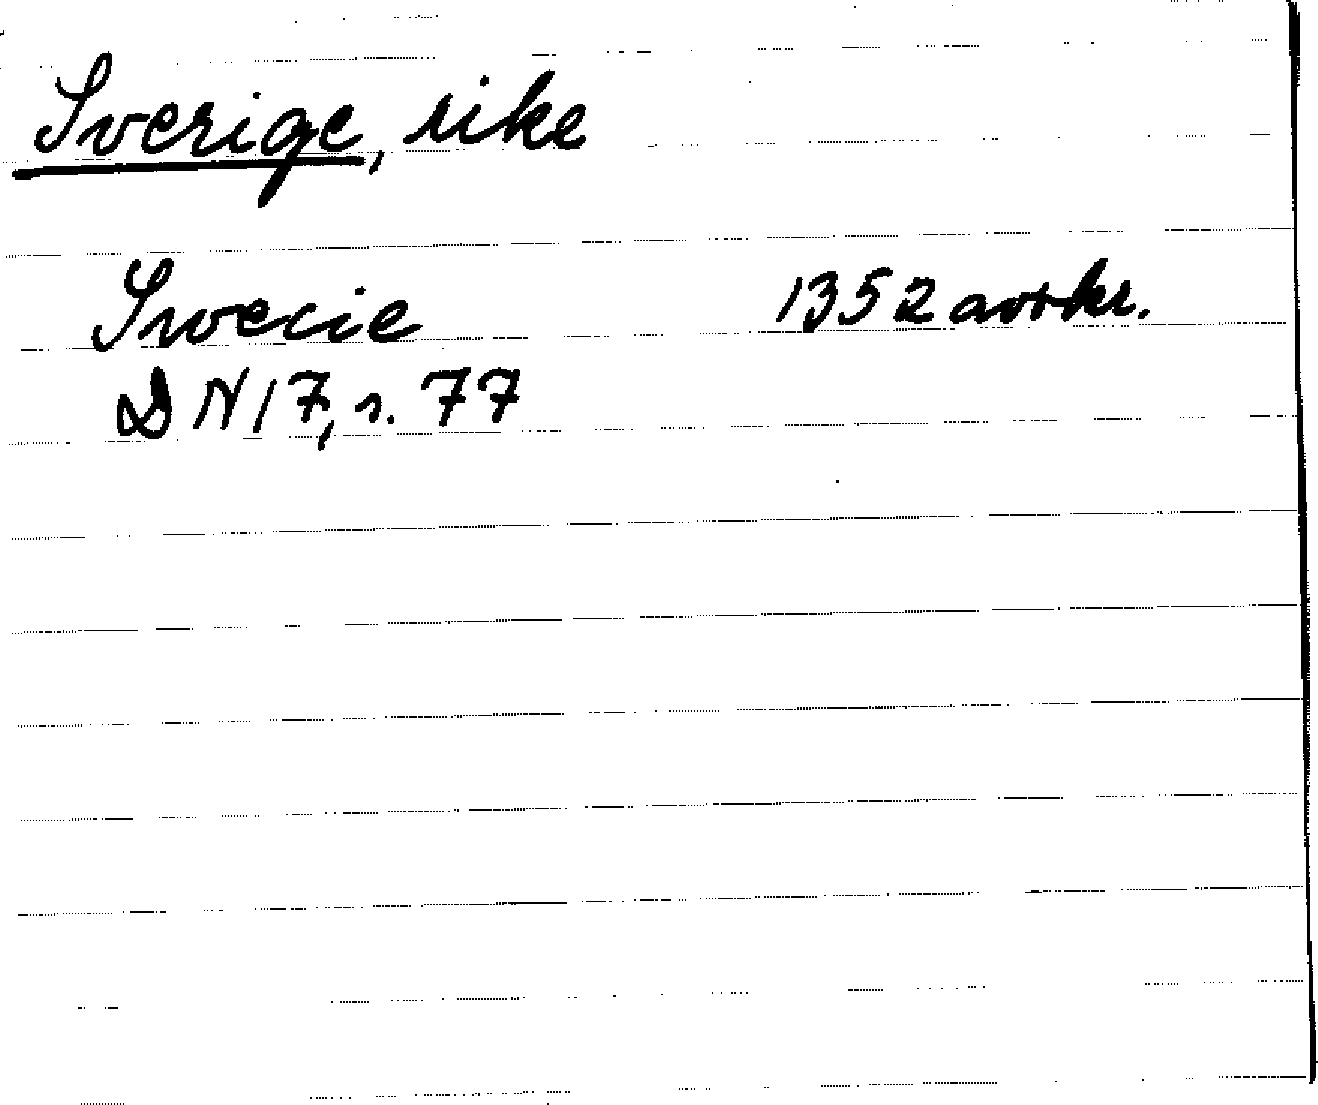 Sverige, rike
Swecie 1352 avskr.
DN 17, s. 77